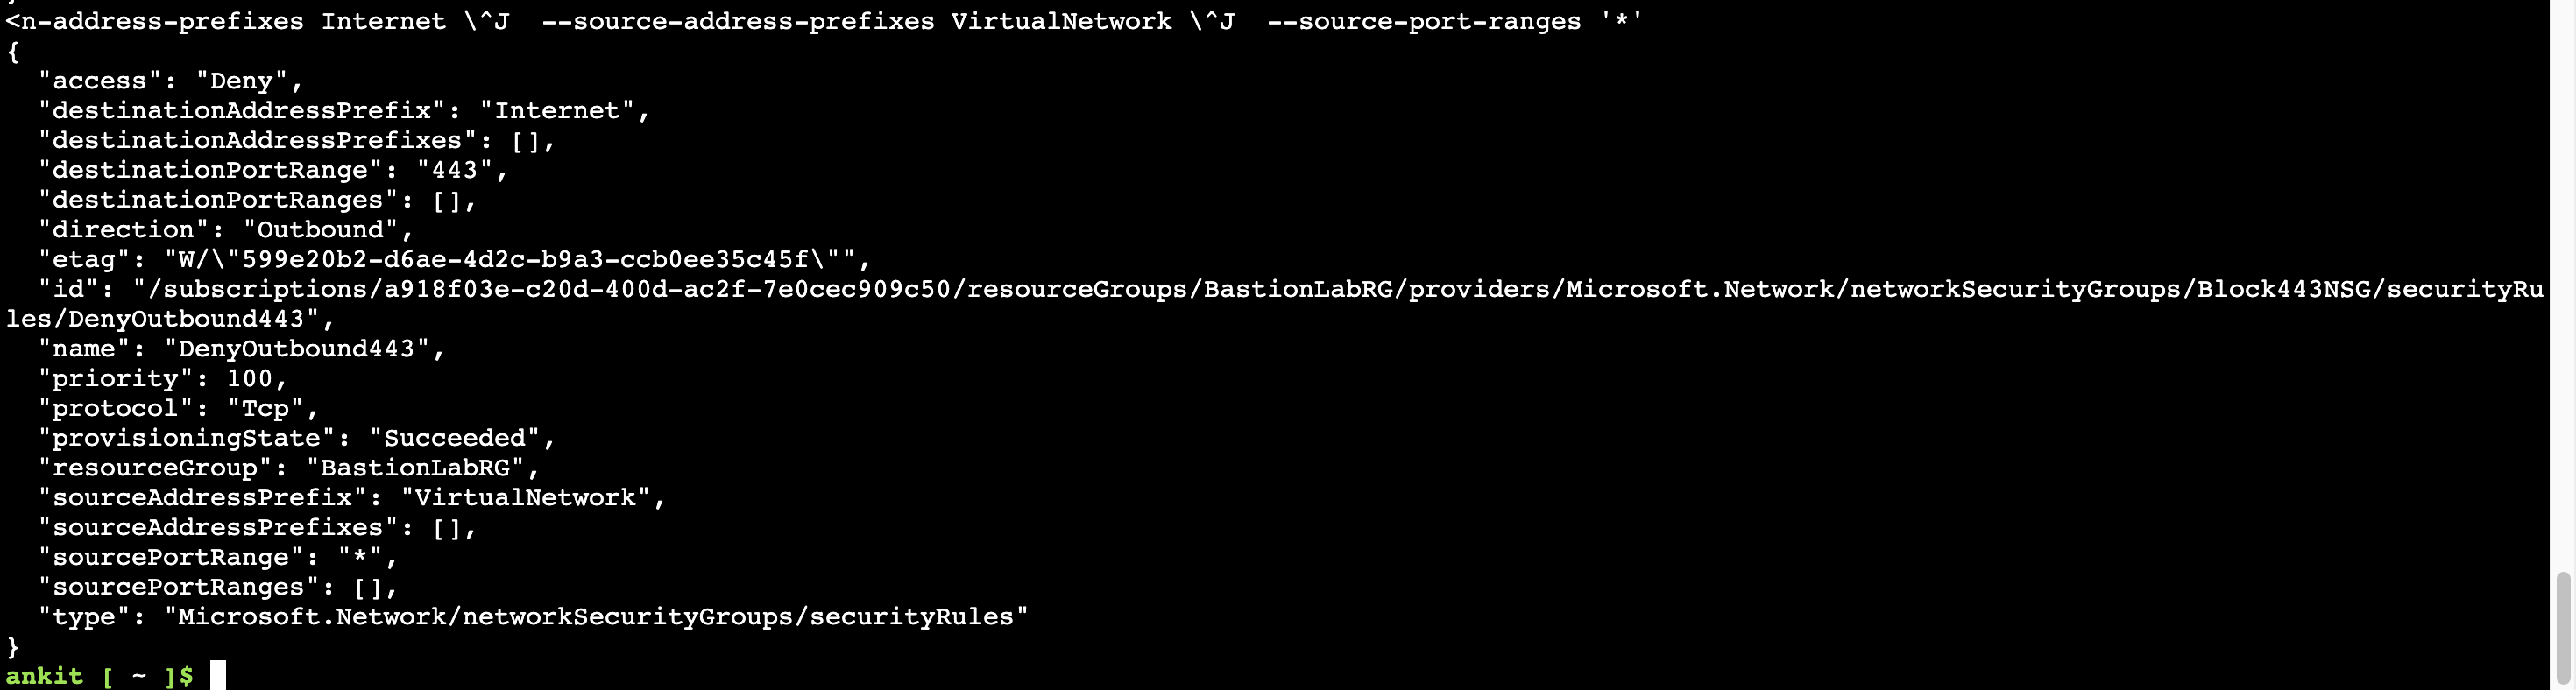 <n-address-prefixes Internet \^J  --source-address-prefixes VirtualNetwork \^J  --source-port-ranges '*'
{
  "access": "Deny",
  "destinationAddressPrefix": "Internet",
  "destinationAddressPrefixes": [],
  "destinationPortRange": "443",
  "destinationPortRanges": [],
  "direction": "Outbound",
  "etag": "W/\"599e20b2-d6ae-4d2c-b9a3-ccb0ee35c45f\"",
  "id": "/subscriptions/a918f03e-c20d-400d-ac2f-7e0cec909c50/resourceGroups/BastionLabRG/providers/Microsoft.Network/networkSecurityGroups/Block443NSG/securityRu
les/DenyOutbound443",
  "name": "DenyOutbound443",
  "priority": 100,
  "protocol": "Tcp",
  "provisioningState": "Succeeded",
  "resourceGroup": "BastionLabRG",
  "sourceAddressPrefix": "VirtualNetwork",
  "sourceAddressPrefixes": [],
  "sourcePortRange": "*",
  "sourcePortRanges": [],
  "type": "Microsoft.Network/networkSecurityGroups/securityRules"
}
ankit [ ~ ]$